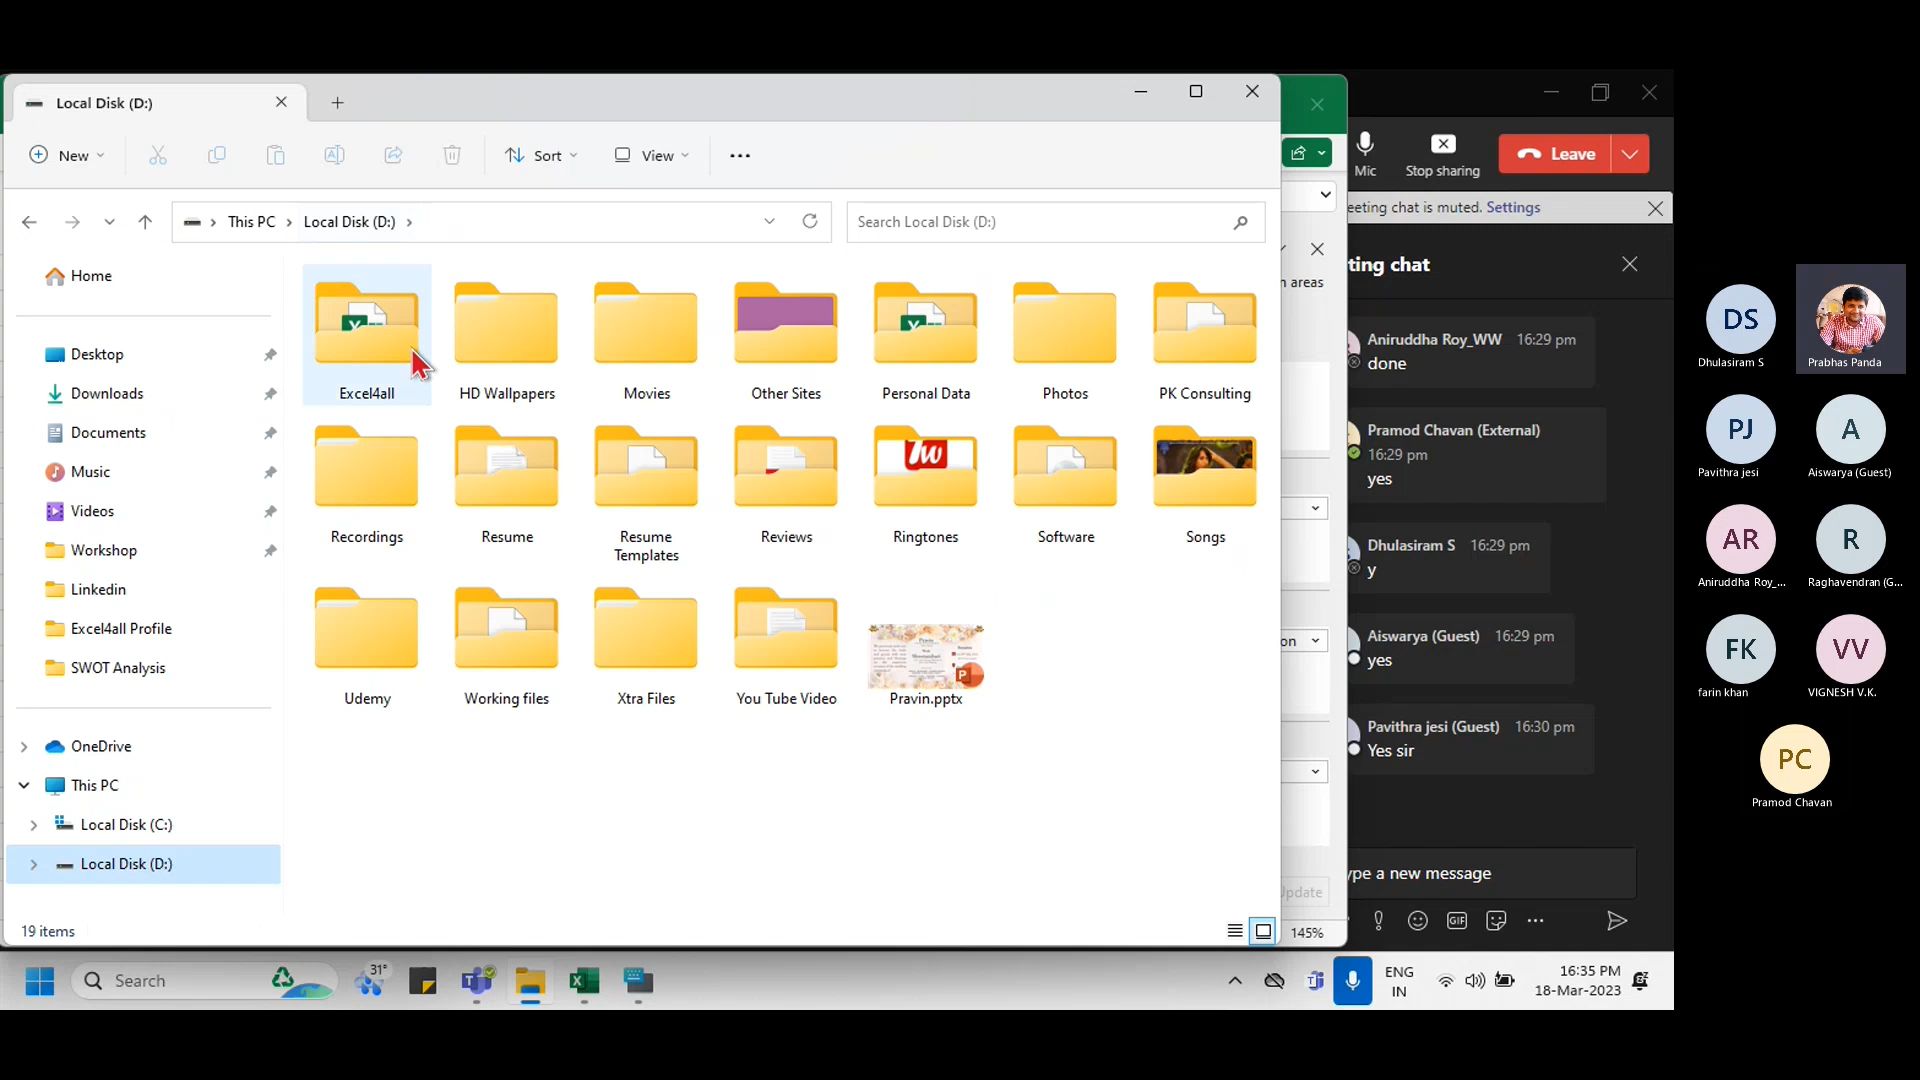 Local Disk (D:)
New
Sort
View
This PC
Local Disk (D:)
Search Local Disk (D:)
Home
Desktop
Downloads
Documents
Music
Videos
Workshop
Linkedin
Excel4all Profile
SWOT Analysis
OneDrive
This PC
Local Disk (C:)
Local Disk (D:)
Excel4all
HD Wallpapers
Movies
Other Sites
Personal Data
Photos
PK Consulting
Recordings
Resume
Resume
Templates
Reviews
Ringtones
Software
Songs
Udemy
Working files
Xtra Files
You Tube Video
Pravin.pptx
19 items
areas
on
Update
145%
Mic
Stop sharing
Leave
eeting chat is muted. Settings
ting chat
Aniruddha Roy_WW 16:29 pm
done
Pramod Chavan (External)
16:29 pm
yes
Dhulasiram S 16:29 pm
y
Aiswarya (Guest) 16:29 pm
yes
Pavithra jesi (Guest) 16:30 pm
Yes sir
ype a new message
GIF
DS
Dhulasiram S
Prabhas Panda
PJ
Pavithra jesi
A
Aiswarya (Guest)
AR
Aniruddha Roy_...
R
Raghavendran (G...
FK
farin khan
VV
VIGNESH V.K.
PC
Pramod Chavan
Search
31°
ENG
IN
16:35 PM
18-Mar-2023